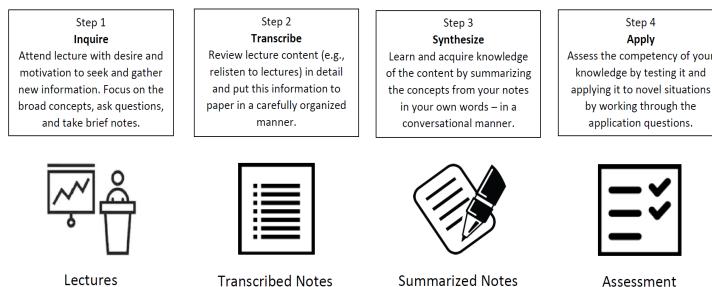 Step 1
Inquire
Attend lecture with desire and
motivation to seek and gather
new information. Focus on the
broad concepts, ask questions,
and take brief notes.
Step 2
Transcribe
Review lecture content (e.g.,
relisten to lectures) in detail
and put this information to
paper in a carefully organized
manner.
Step 3
Synthesize
Learn and acquire knowledge
of the content by summarizing
the concepts from your notes
in your own words – in a
conversational manner.
Step 4
Apply
Assess the competency of your
knowledge by testing it and
applying it to novel situations
by working through the
application questions.
Lectures
Transcribed Notes
Summarized Notes
Assessment